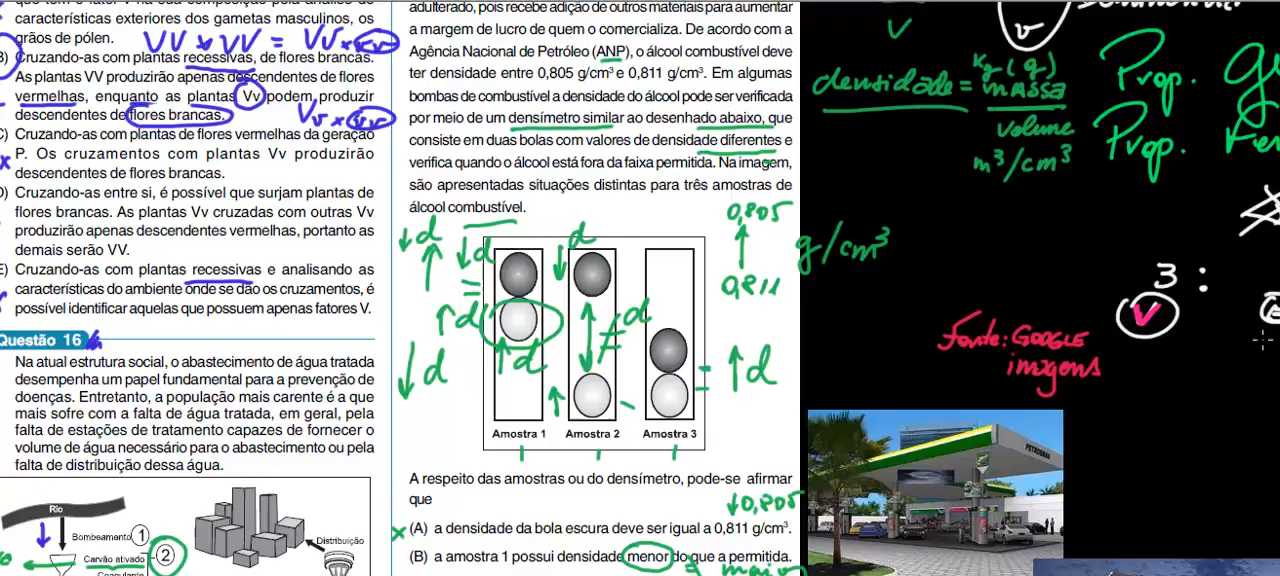 que tem o fator V na sua composição pela análise de
características exteriores dos gametas masculinos, os
grãos de pólen.
VV x VV = VV x vv
B) Cruzando-as com plantas recessivas, de flores brancas.
As plantas VV produzirão apenas descendentes de flores
vermelhas, enquanto as plantas Vv podem produzir
descendentes de flores brancas.
Vv x vv
C) Cruzando-as com plantas de flores vermelhas da geração
x P. Os cruzamentos com plantas Vv produzirão
descendentes de flores brancas.
D) Cruzando-as entre si, é possível que surjam plantas de
flores brancas. As plantas Vv cruzadas com outras Vv
produzirão apenas descendentes vermelhas, portanto as
demais serão VV.
E) Cruzando-as com plantas recessivas e analisando as
características do ambiente onde se dão os cruzamentos, é
possível identificar aquelas que possuem apenas fatores V.
Questão 16
Na atual estrutura social, o abastecimento de água tratada
desempenha um papel fundamental para a prevenção de
doenças. Entretanto, a população mais carente é a que
mais sofre com a falta de água tratada, em geral, pela
falta de estações de tratamento capazes de fornecer o
volume de água necessário para o abastecimento ou pela
falta de distribuição dessa água.
Rio
Bombeamento 1
Carvão ativado 2
Coagulante
Distribuição
adulterado, pois recebe adição de outros materiais para aumentar
a margem de lucro de quem o comercializa. De acordo com a
Agência Nacional de Petróleo (ANP), o álcool combustível deve
ter densidade entre 0,805 g/cm³ e 0,811 g/cm³. Em algumas
bombas de combustível a densidade do álcool pode ser verificada
por meio de um densímetro similar ao desenhado abaixo, que
consiste em duas bolas com valores de densidade diferentes e
verifica quando o álcool está fora da faixa permitida. Na imagem,
são apresentadas situações distintas para três amostras de
álcool combustível.
0,805
↑
0,811
↓d
↓d
↓d
↑d
≠d
↑d
↓d
= ↑d
Amostra 1 Amostra 2 Amostra 3
A respeito das amostras ou do densímetro, pode-se afirmar
que
↓0,805
x (A) a densidade da bola escura deve ser igual a 0,811 g/cm³.
(B) a amostra 1 possui densidade menor do que a permitida.
= maior
v
v
densidade = massa
Kg (g)
volume
m³/cm³
Prop.
Prop.
g/cm³
3 :
V
Fonte: GOOGLE
imagens
PETROBRAS